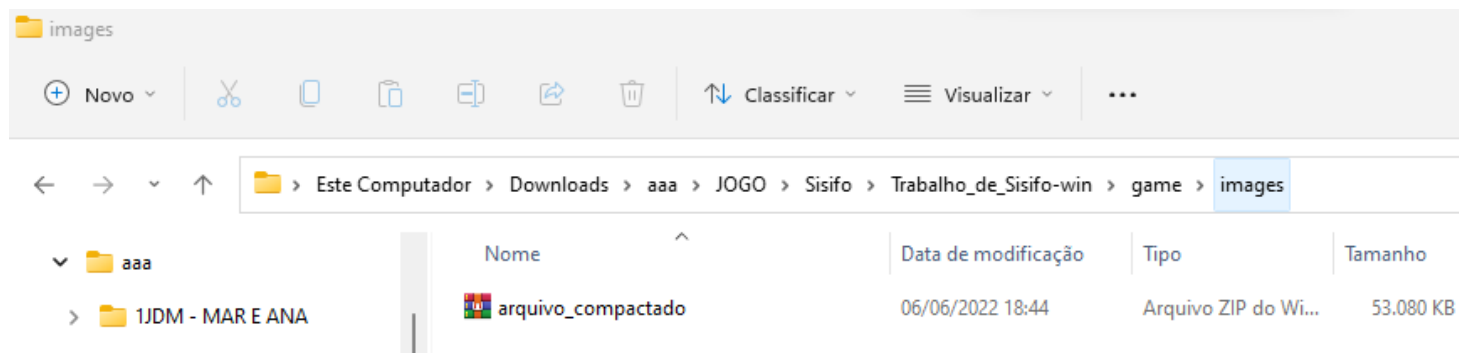 images
Novo Classificar Visualizar ...
Este Computador > Downloads > aaa > JOGO > Sisifo > Trabalho_de_Sisifo-win > game > images
aaa
1JDM - MAR E ANA
Nome Data de modificação Tipo Tamanho
arquivo_compactado 06/06/2022 18:44 Arquivo ZIP do Wi... 53.080 KB